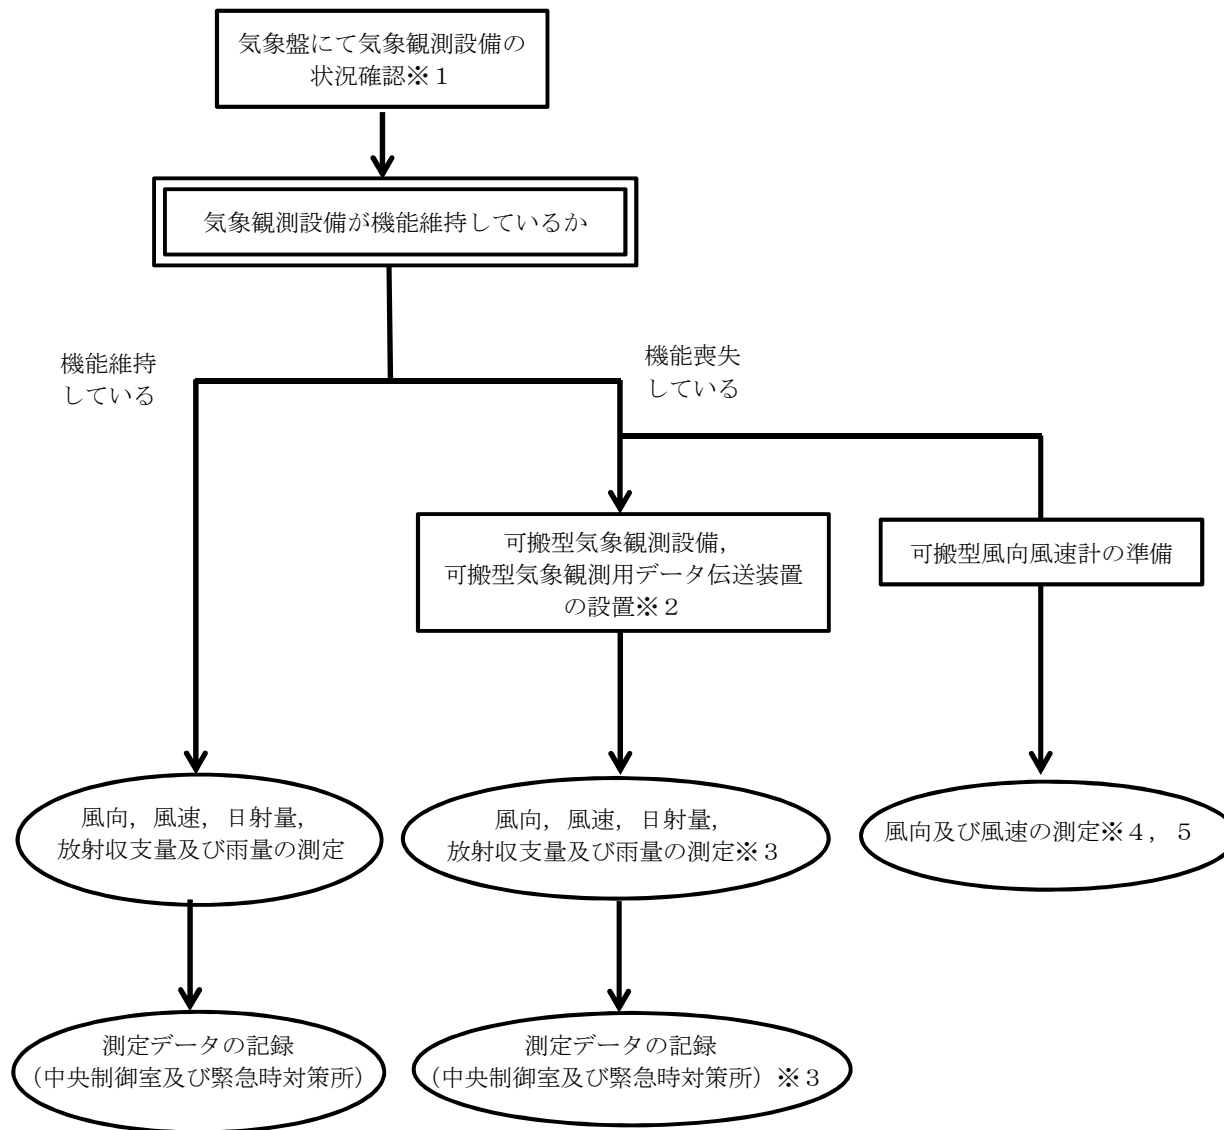 気象盤にて気象観測設備の
状況確認※１
気象観測設備が機能維持しているか
機能維持
している
機能喪失
している
可搬型気象観測設備，
可搬型気象観測用データ伝送装置
の設置※２
可搬型風向風速計の準備
風向，風速，日射量，
放射収支量及び雨量の測定
風向，風速，日射量，
放射収支量及び雨量の測定※３
風向及び風速の測定※４，５
測定データの記録
（中央制御室及び緊急時対策所）
測定データの記録
（中央制御室及び緊急時対策所）※３